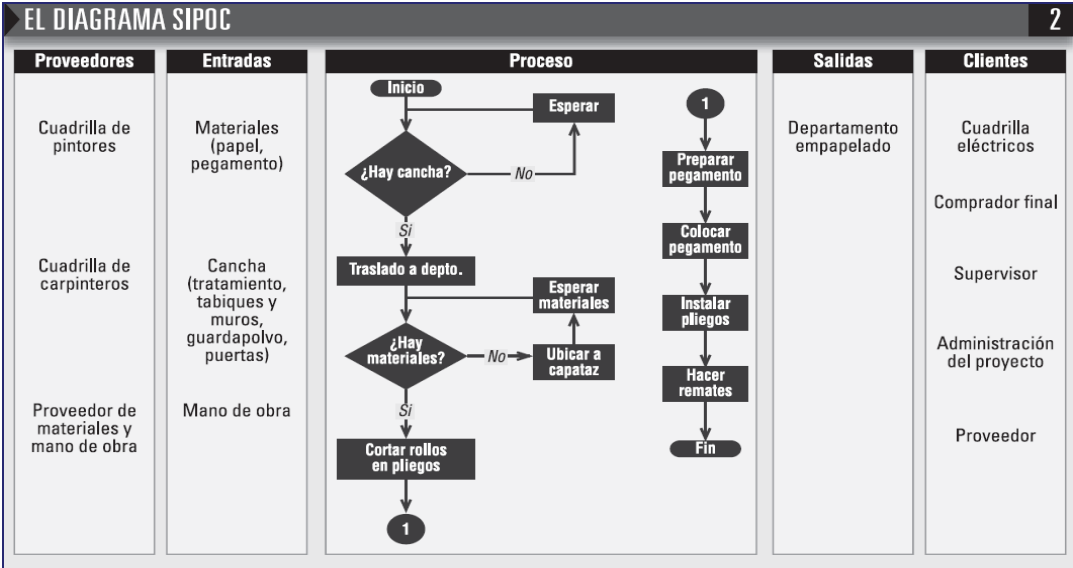 EL DIAGRAMA SIPOC
2
Proveedores
Cuadrilla de
pintores
Cuadrilla de
carpinteros
Proveedor de
materiales y
mano de obra
Entradas
Materiales
(papel,
pegamento)
Cancha
(tratamiento,
tabiques y
muros,
guardapolvo,
puertas)
Mano de obra
Proceso
Inicio
Esperar
¿Hay cancha?
No
Si
Traslado a depto.
Esperar
materiales
¿Hay
materiales?
No
Ubicar a
capataz
Si
Cortar rollos
en pliegos
1
1
Preparar
pegamento
Colocar
pegamento
Instalar
pliegos
Hacer
remates
Fin
Salidas
Departamento
empapelado
Clientes
Cuadrilla
eléctricos
Comprador final
Supervisor
Administración
del proyecto
Proveedor